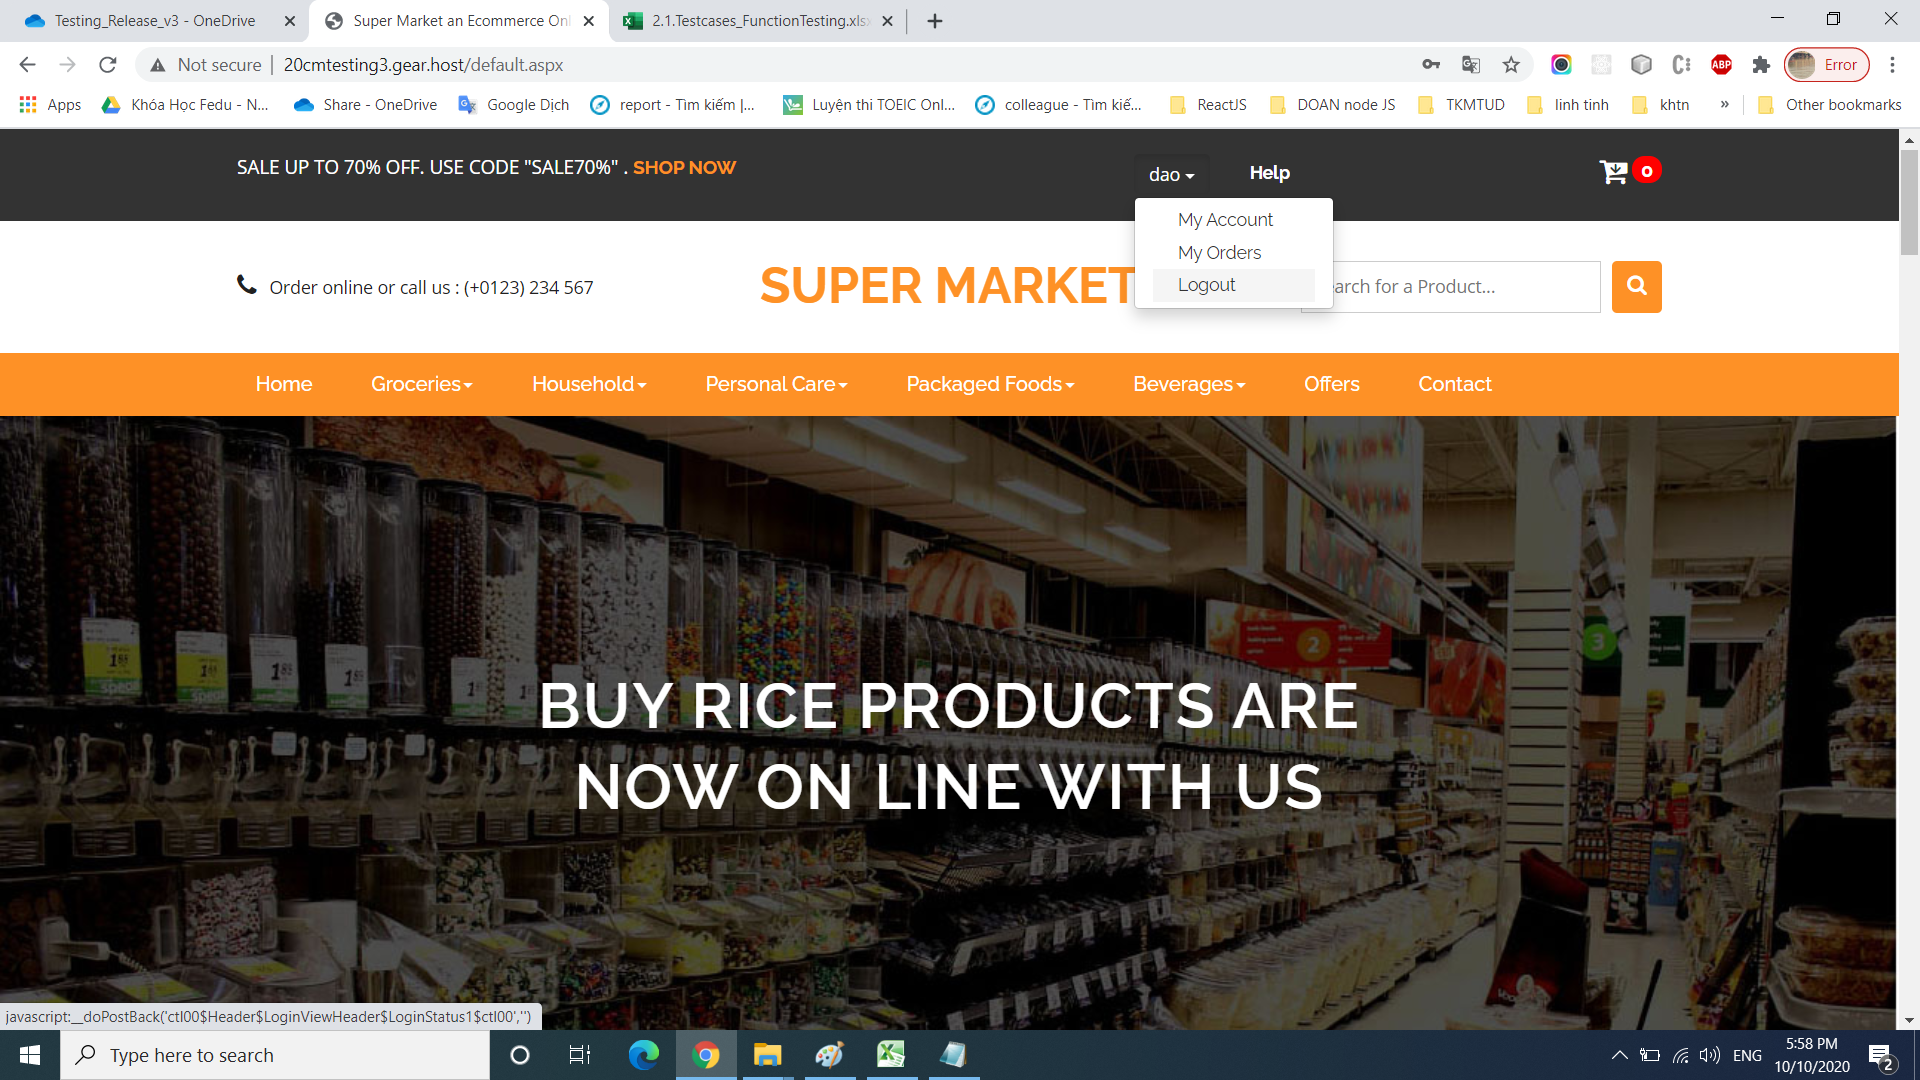 Testing_Release_v3 - OneDrive
Super Market an Ecommerce On
2.1.Testcases_FunctionTesting.xls
Not secure | 20cmtesting3.gear.host/default.aspx
ABP
Error
Apps
Khóa Học Fedu - N...
Share - OneDrive
Google Dịch
report - Tìm kiếm |...
Luyện thi TOEIC Onl...
colleague - Tìm kiế...
ReactJS
DOAN node JS
TKMTUD
linh tinh
khtn
»
Other bookmarks
SALE UP TO 70% OFF. USE CODE "SALE70%" . SHOP NOW
dao
Help
0
My Account
My Orders
Logout
Order online or call us : (+0123) 234 567
SUPER MARKET
arch for a Product...
Home
Groceries
Household
Personal Care
Packaged Foods
Beverages
Offers
Contact
2
3
BUY RICE PRODUCTS ARE
NOW ON LINE WITH US
javascript:__doPostBack('ctl00$Header$LoginViewHeader$LoginStatus1$ctl00','')
Type here to search
ENG
5:58 PM
10/10/2020
2